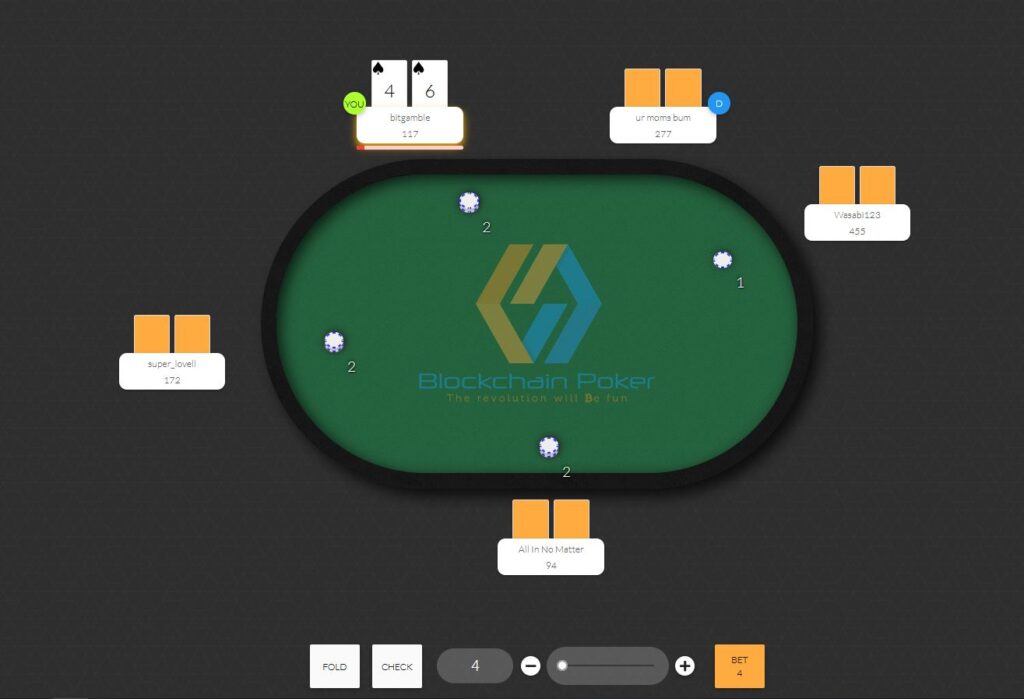 4
6
YOU
bitgamble
117
ur moms bum
277
D
Wasabi123
455
2
1
super_lovell
172
2
Blockchain Poker
The revolution will Be fun
2
All In No Matter
94
FOLD
CHECK
4
BET
4